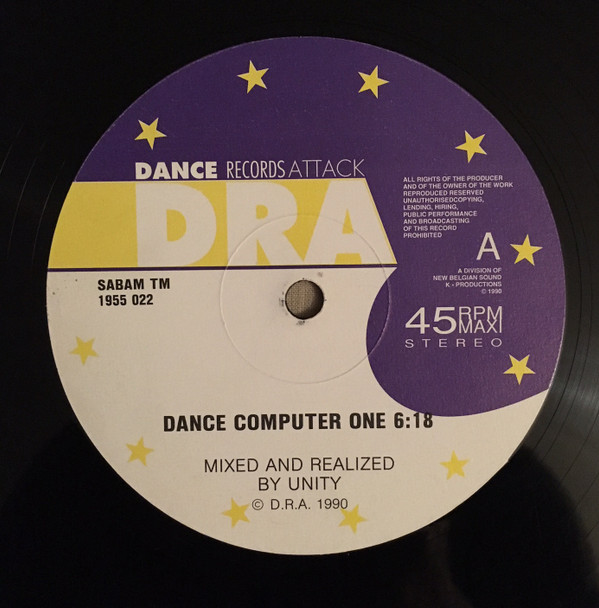 DANCE RECORDS ATTACK
DRA
SABAM TM
1955 022
ALL RIGHTS OF THE PRODUCER
AND OF THE OWNER OF THE WORK
REPRODUCED RESERVED
UNAUTHORISEDCOPYING,
LENDING, HIRING,
PUBLIC PERFORMANCE
AND BROADCASTING
OF THIS RECORD
PROHIBITED
A
A DIVISION OF
NEW BELGIAN SOUND
K - PRODUCTIONS
© 1990
45 RPM
MAXI
STEREO
DANCE COMPUTER ONE 6:18
MIXED AND REALIZED
BY UNITY
© D.R.A. 1990